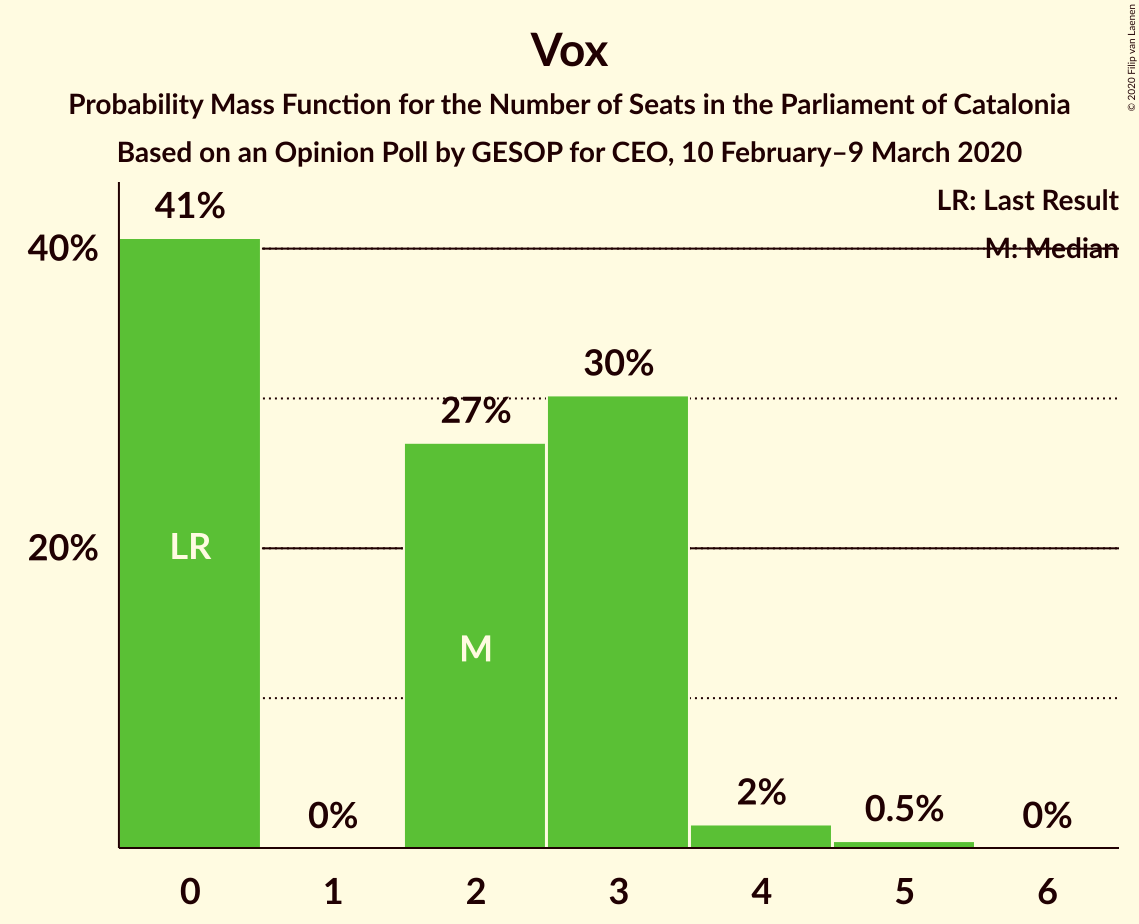 Vox
Probability Mass Function for the Number of Seats in the Parliament of Catalonia
Based on an Opinion Poll by GESOP for CEO, 10 February–9 March 2020
© 2020 Filip van Laenen
LR: Last Result
M: Median
40%
20%
41%
0%
27%
30%
2%
0.5%
0%
LR
M
0 1 2 3 4 5 6